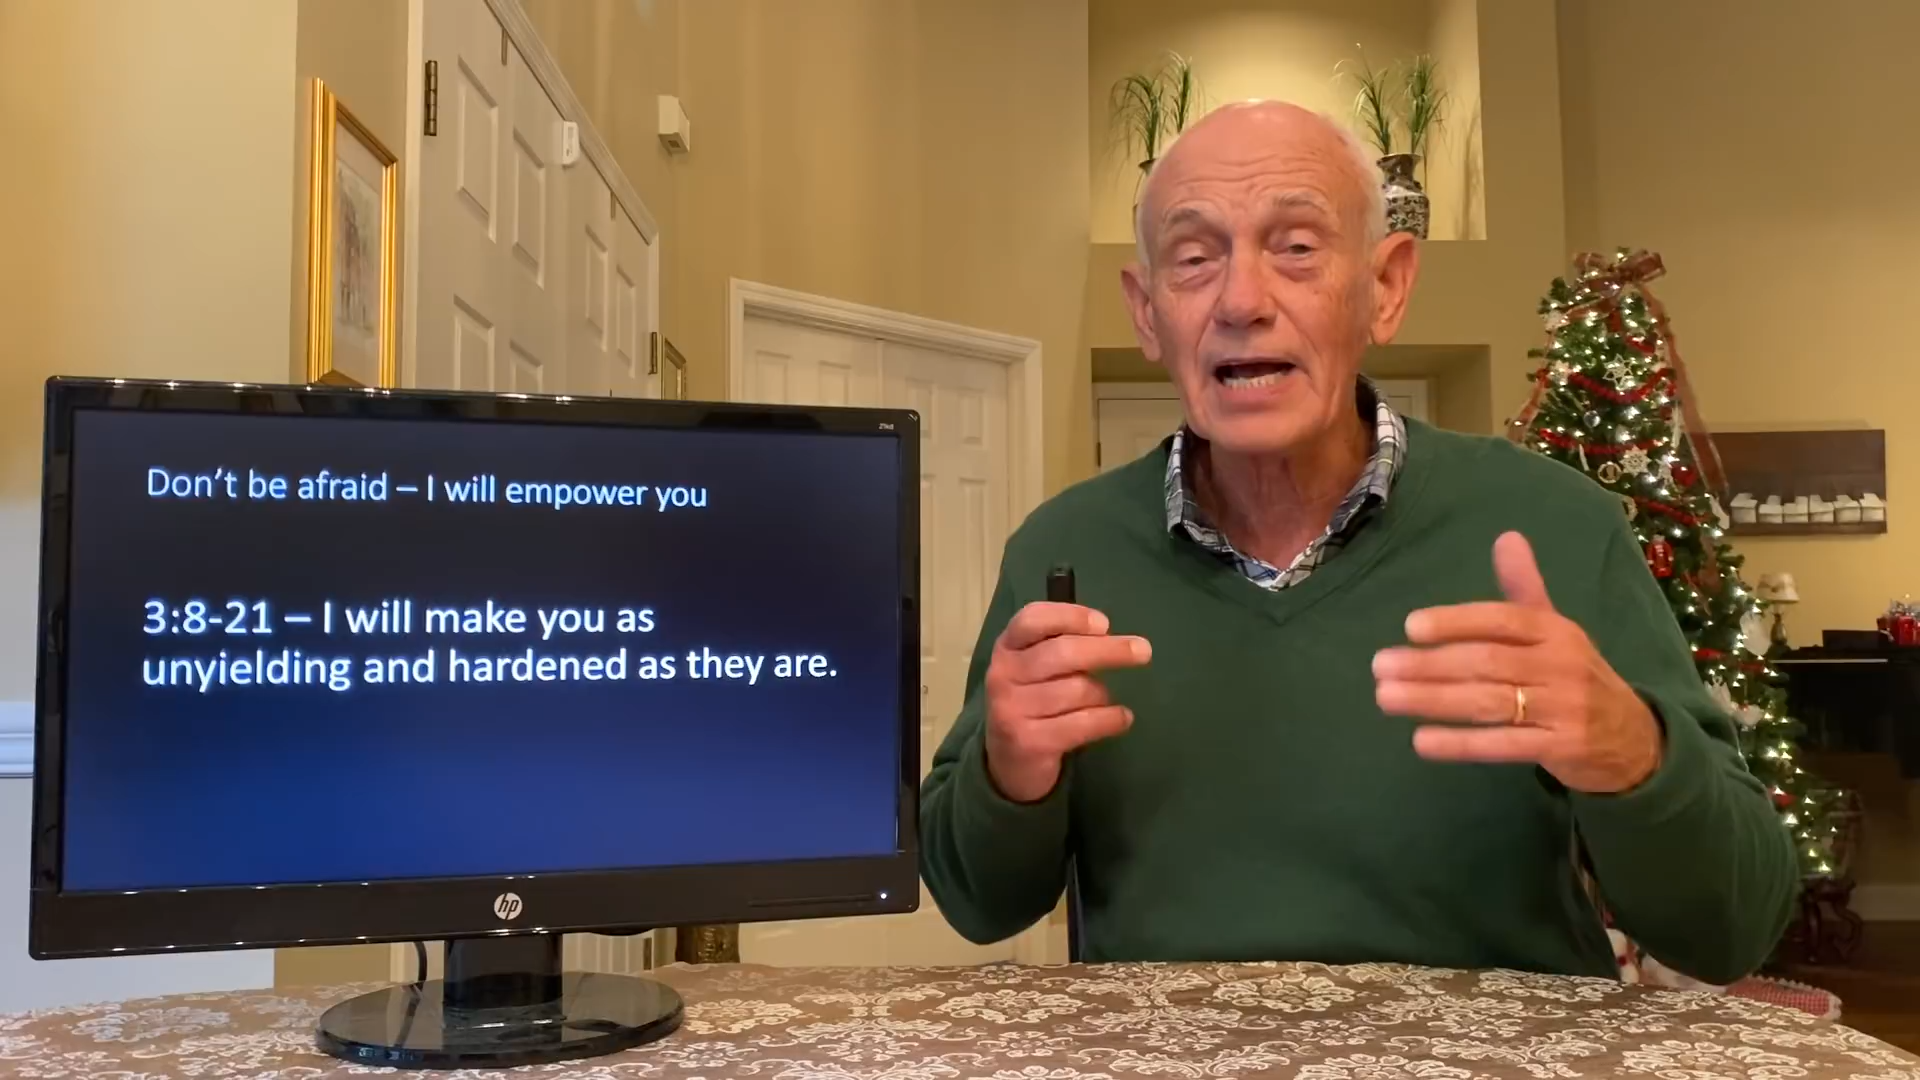 Don't be afraid – I will empower you
3:8-21 – I will make you as
unyielding and hardened as they are.
hp